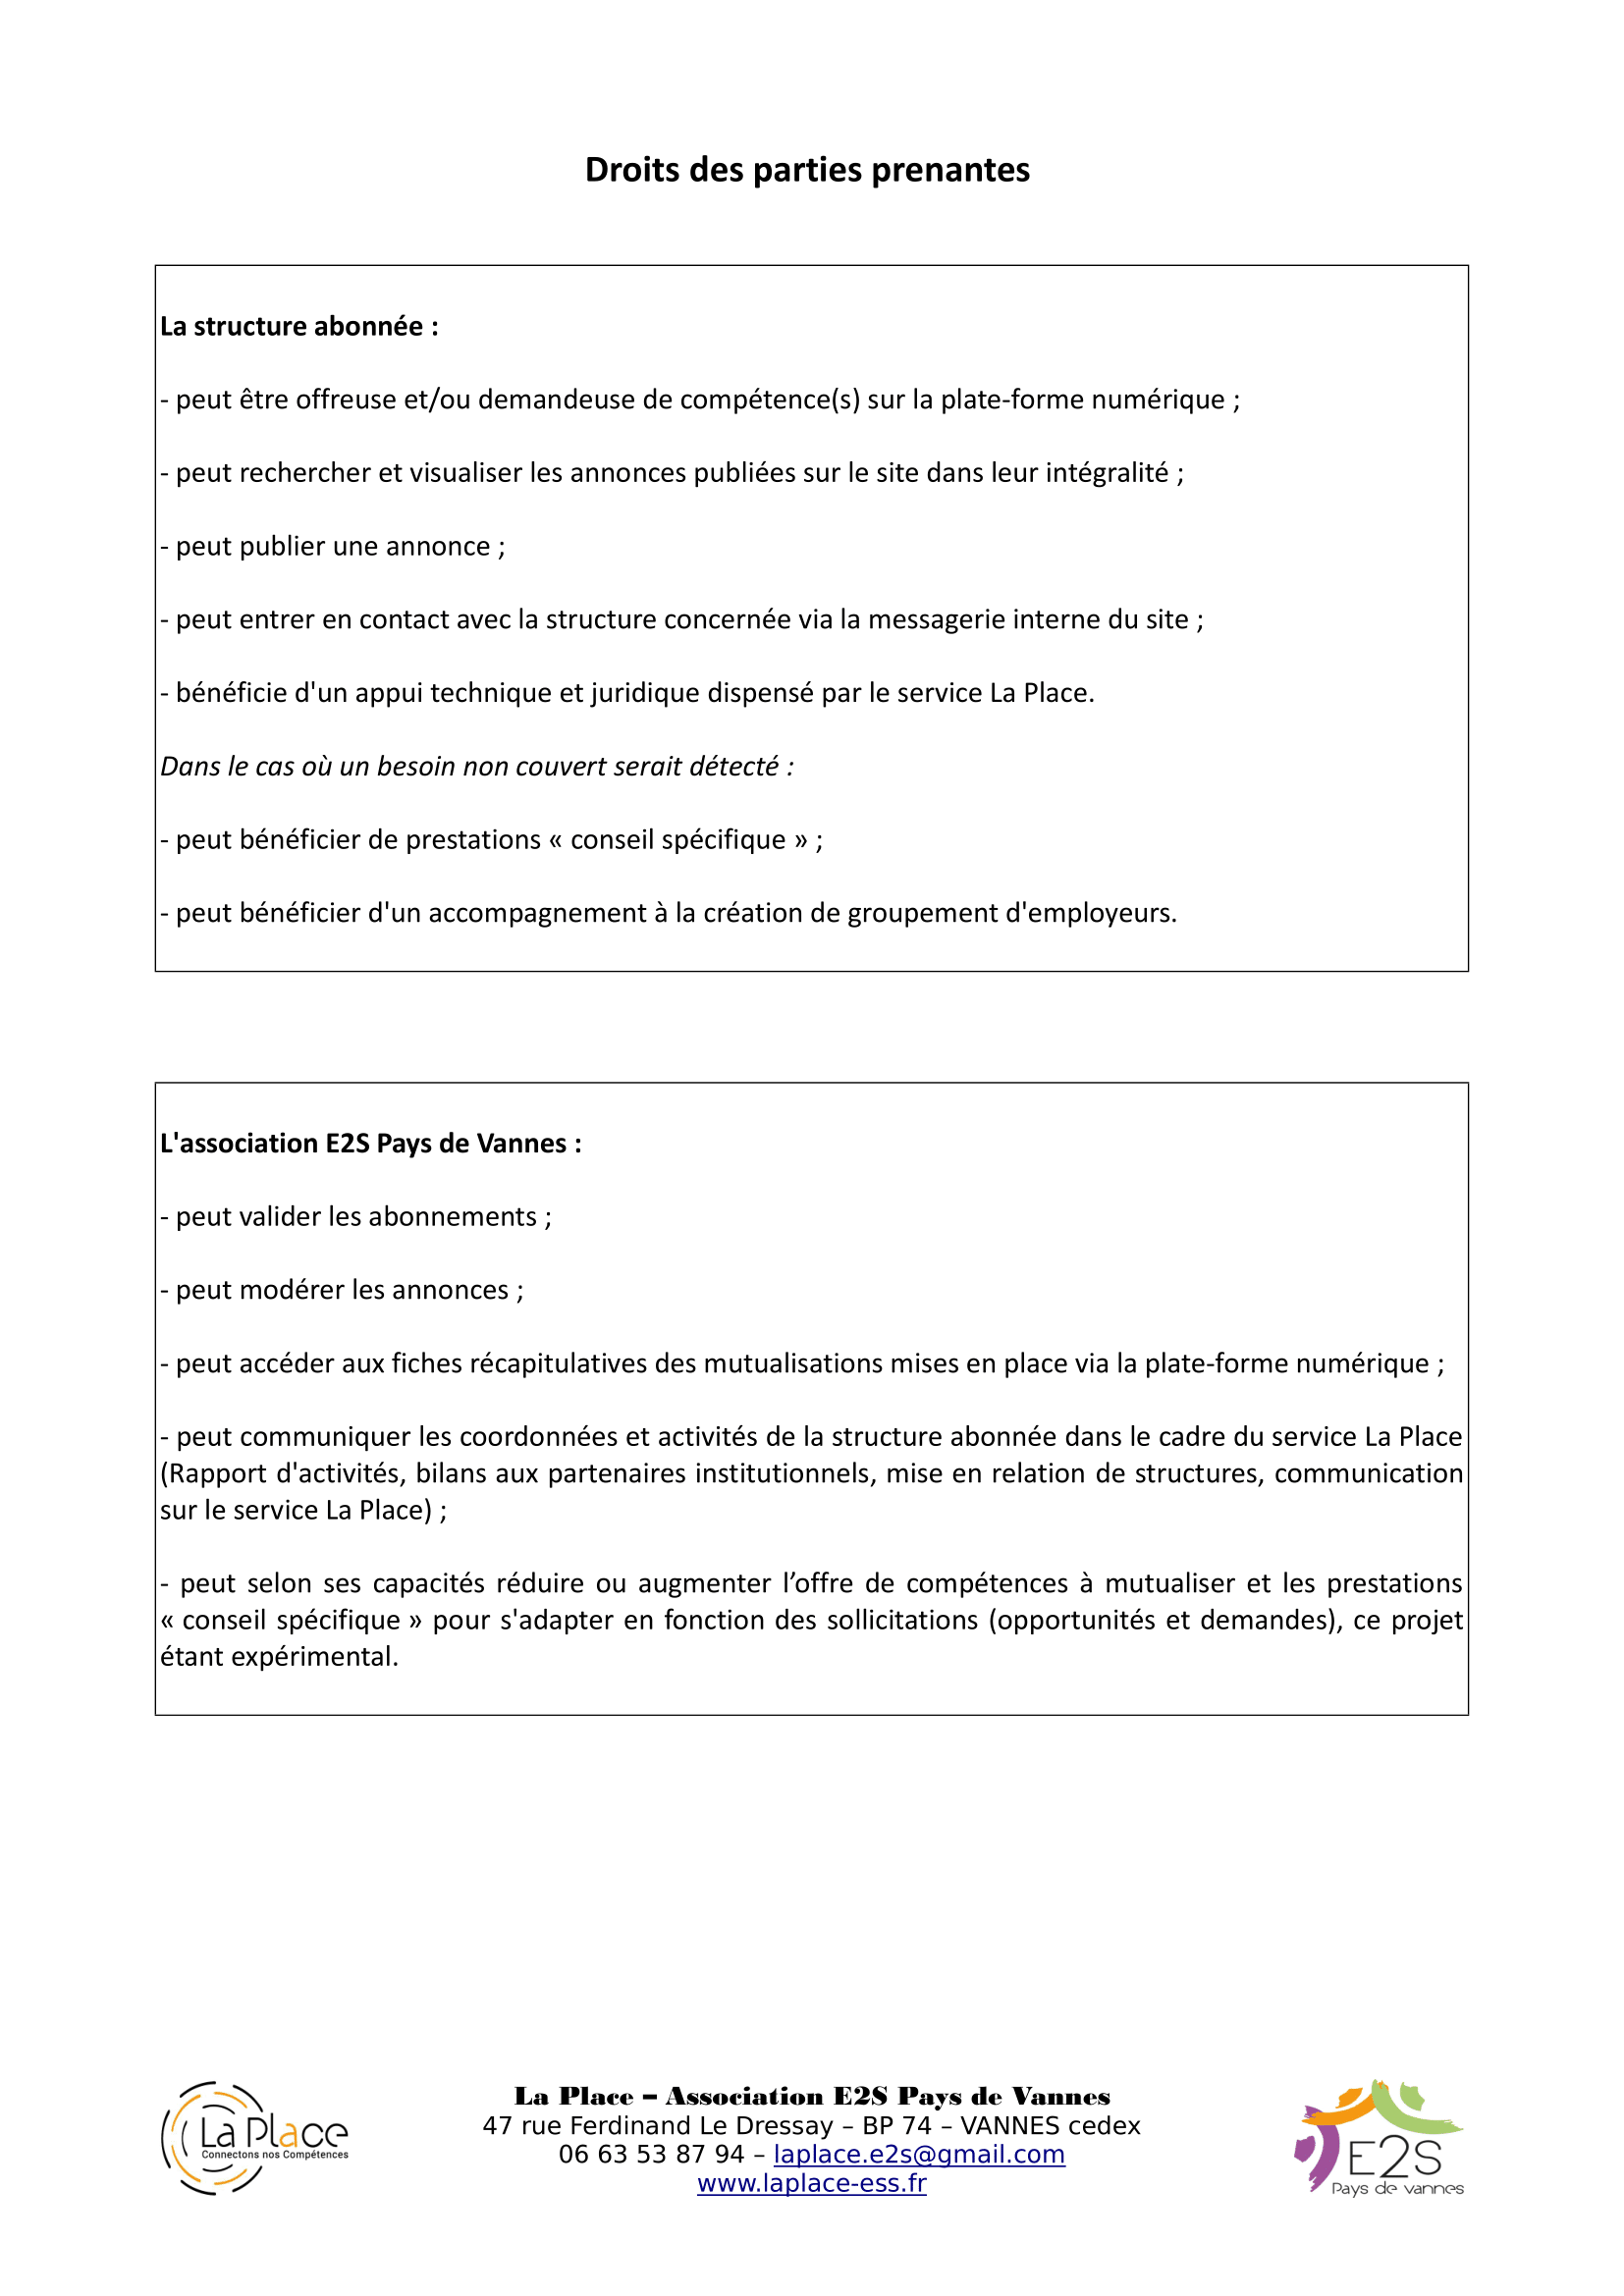 Droits des parties prenantes
La structure abonnée :
- peut être offreuse et/ou demandeuse de compétence(s) sur la plate-forme numérique ;
- peut rechercher et visualiser les annonces publiées sur le site dans leur intégralité ;
- peut publier une annonce ;
- peut entrer en contact avec la structure concernée via la messagerie interne du site ;
- bénéficie d'un appui technique et juridique dispensé par le service La Place.
Dans le cas où un besoin non couvert serait détecté :
- peut bénéficier de prestations « conseil spécifique » ;
- peut bénéficier d'un accompagnement à la création de groupement d'employeurs.
L'association E2S Pays de Vannes :
- peut valider les abonnements ;
- peut modérer les annonces ;
- peut accéder aux fiches récapitulatives des mutualisations mises en place via la plate-forme numérique ;
- peut communiquer les coordonnées et activités de la structure abonnée dans le cadre du service La Place
(Rapport d'activités, bilans aux partenaires institutionnels, mise en relation de structures, communication
sur le service La Place) ;
- peut selon ses capacités réduire ou augmenter l’offre de compétences à mutualiser et les prestations
« conseil spécifique » pour s'adapter en fonction des sollicitations (opportunités et demandes), ce projet
étant expérimental.
La Place
Connectons nos Compétences
La Place – Association E2S Pays de Vannes
47 rue Ferdinand Le Dressay – BP 74 – VANNES cedex
06 63 53 87 94 – laplace.e2s@gmail.com
www.laplace-ess.fr
E2S
Pays de vannes